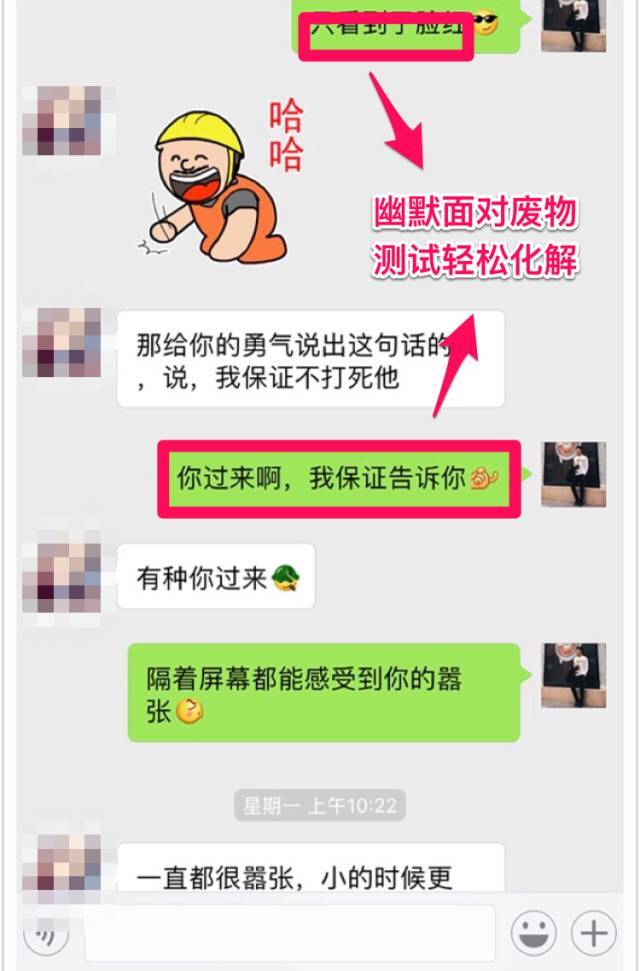 只看到了脸红
哈
哈
幽默面对废物
测试轻松化解
那给你的勇气说出这句话的
，说，我保证不打死他
你过来啊，我保证告诉你
有种你过来
隔着屏幕都能感受到你的嚣
张
星期一 上午10:22
一直都很嚣张，小的时候更